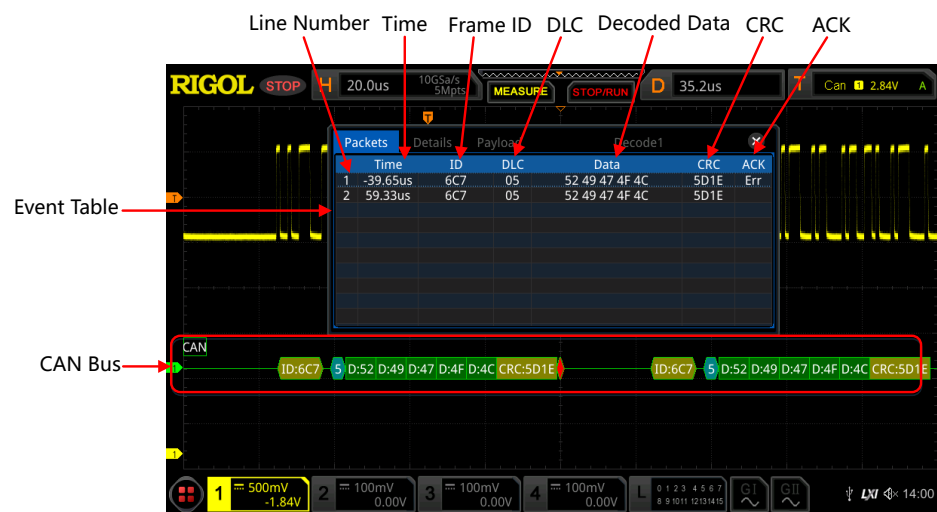 Line Number Time Frame ID DLC Decoded Data CRC ACK
RIGOL STOP H 20.0us 10GSa/s 5Mpts MEASURE STOP/RUN D 35.2us T Can 1 2.84V A
T
Packets Details Payload Decode1
Time ID DLC Data CRC ACK
1 -39.65us 6C7 05 52 49 47 4F 4C 5D1E Err
2 59.33us 6C7 05 52 49 47 4F 4C 5D1E
T
Event Table
CAN
CAN Bus
ID:6C7 5 D:52 D:49 D:47 D:4F D:4C CRC:5D1E ID:6C7 5 D:52 D:49 D:47 D:4F D:4C CRC:5D1E
1
1 500mV -1.84V 2 100mV 0.00V 3 100mV 0.00V 4 100mV 0.00V L 0 1 2 3 4 5 6 7 8 9 10 11 12 13 14 15 GI GII LXI 14:00